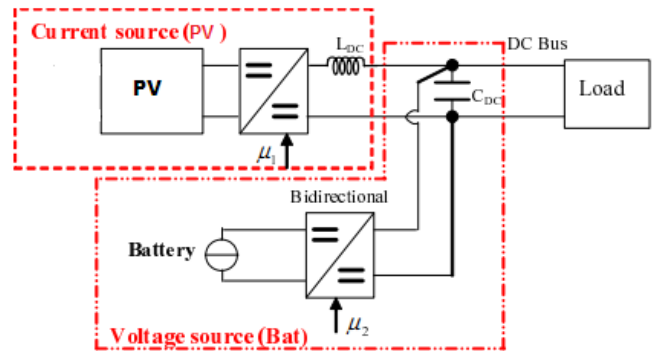 Current source (PV )
L_DC
DC Bus
PV
C_DC
Load
μ₁
Bidirectional
Battery
μ₂
Voltage source (Bat)